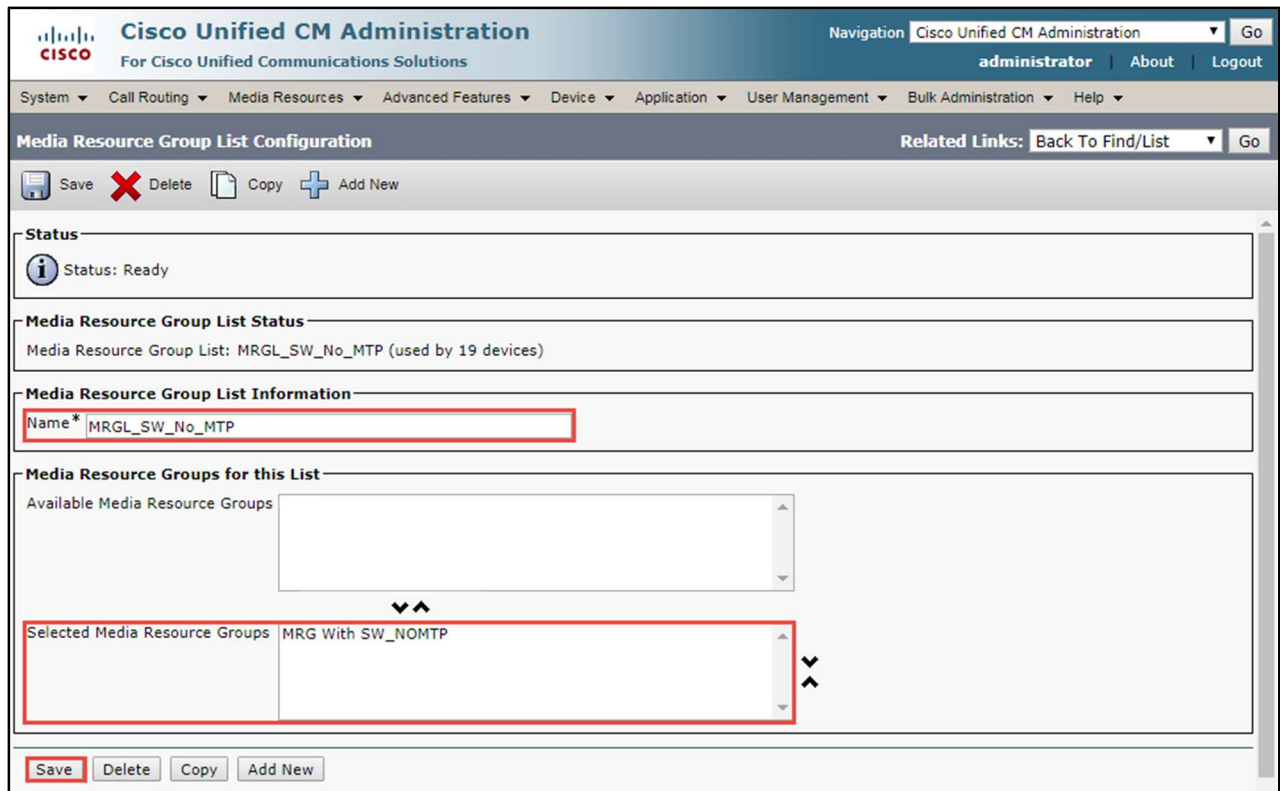 Cisco Unified CM Administration
Navigation Cisco Unified CM Administration Go
CISCO
For Cisco Unified Communications Solutions
administrator | About | Logout
System Call Routing Media Resources Advanced Features Device Application User Management Bulk Administration Help
Media Resource Group List Configuration
Related Links: Back To Find/List Go
Save Delete Copy Add New
Status
i Status: Ready
Media Resource Group List Status
Media Resource Group List: MRGL_SW_No_MTP (used by 19 devices)
Media Resource Group List Information
Name* MRGL_SW_No_MTP
Media Resource Groups for this List
Available Media Resource Groups
Selected Media Resource Groups MRG With SW_NOMTP
Save Delete Copy Add New